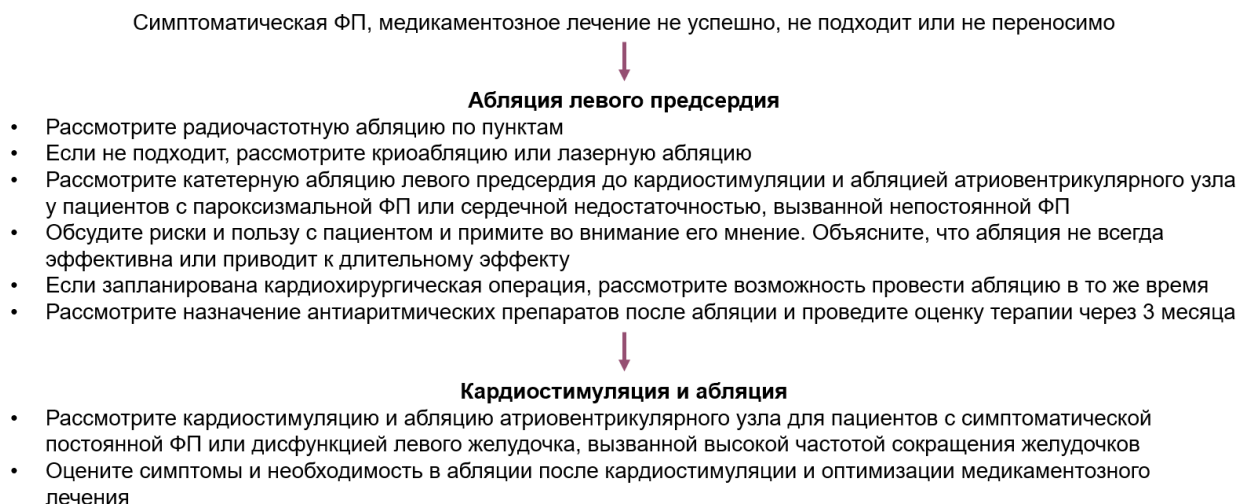 Симптоматическая ФП, медикаментозное лечение не успешно, не подходит или не переносимо
Абляция левого предсердия
• Рассмотрите радиочастотную абляцию по пунктам
• Если не подходит, рассмотрите криоабляцию или лазерную абляцию
• Рассмотрите катетерную абляцию левого предсердия до кардиостимуляции и абляцией атриовентрикулярного узла
у пациентов с пароксизмальной ФП или сердечной недостаточностью, вызванной непостоянной ФП
• Обсудите риски и пользу с пациентом и примите во внимание его мнение. Объясните, что абляция не всегда
эффективна или приводит к длительному эффекту
• Если запланирована кардиохирургическая операция, рассмотрите возможность провести абляцию в то же время
• Рассмотрите назначение антиаритмических препаратов после абляции и проведите оценку терапии через 3 месяца
Кардиостимуляция и абляция
• Рассмотрите кардиостимуляцию и абляцию атриовентрикулярного узла для пациентов с симптоматической
постоянной ФП или дисфункцией левого желудочка, вызванной высокой частотой сокращения желудочков
• Оцените симптомы и необходимость в абляции после кардиостимуляции и оптимизации медикаментозного
лечения